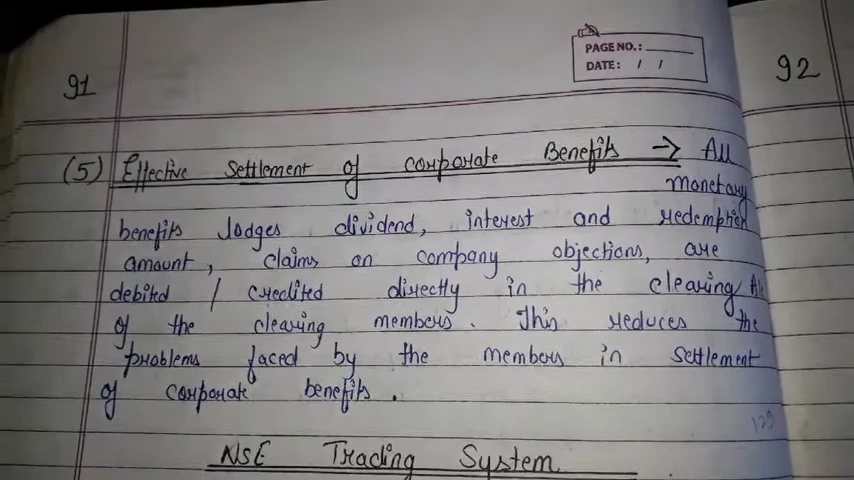 91
PAGE NO.:
DATE: / /
92
(5) Effective Settlement of corporate Benefits → All
monetary
benefits lodges dividend, interest and redemption
amount, claims on company objections, are
debited / credited directly in the clearing A/c
of the clearing members. This reduces the
problems faced by the members in settlement
of corporate benefits.
NSE Trading System